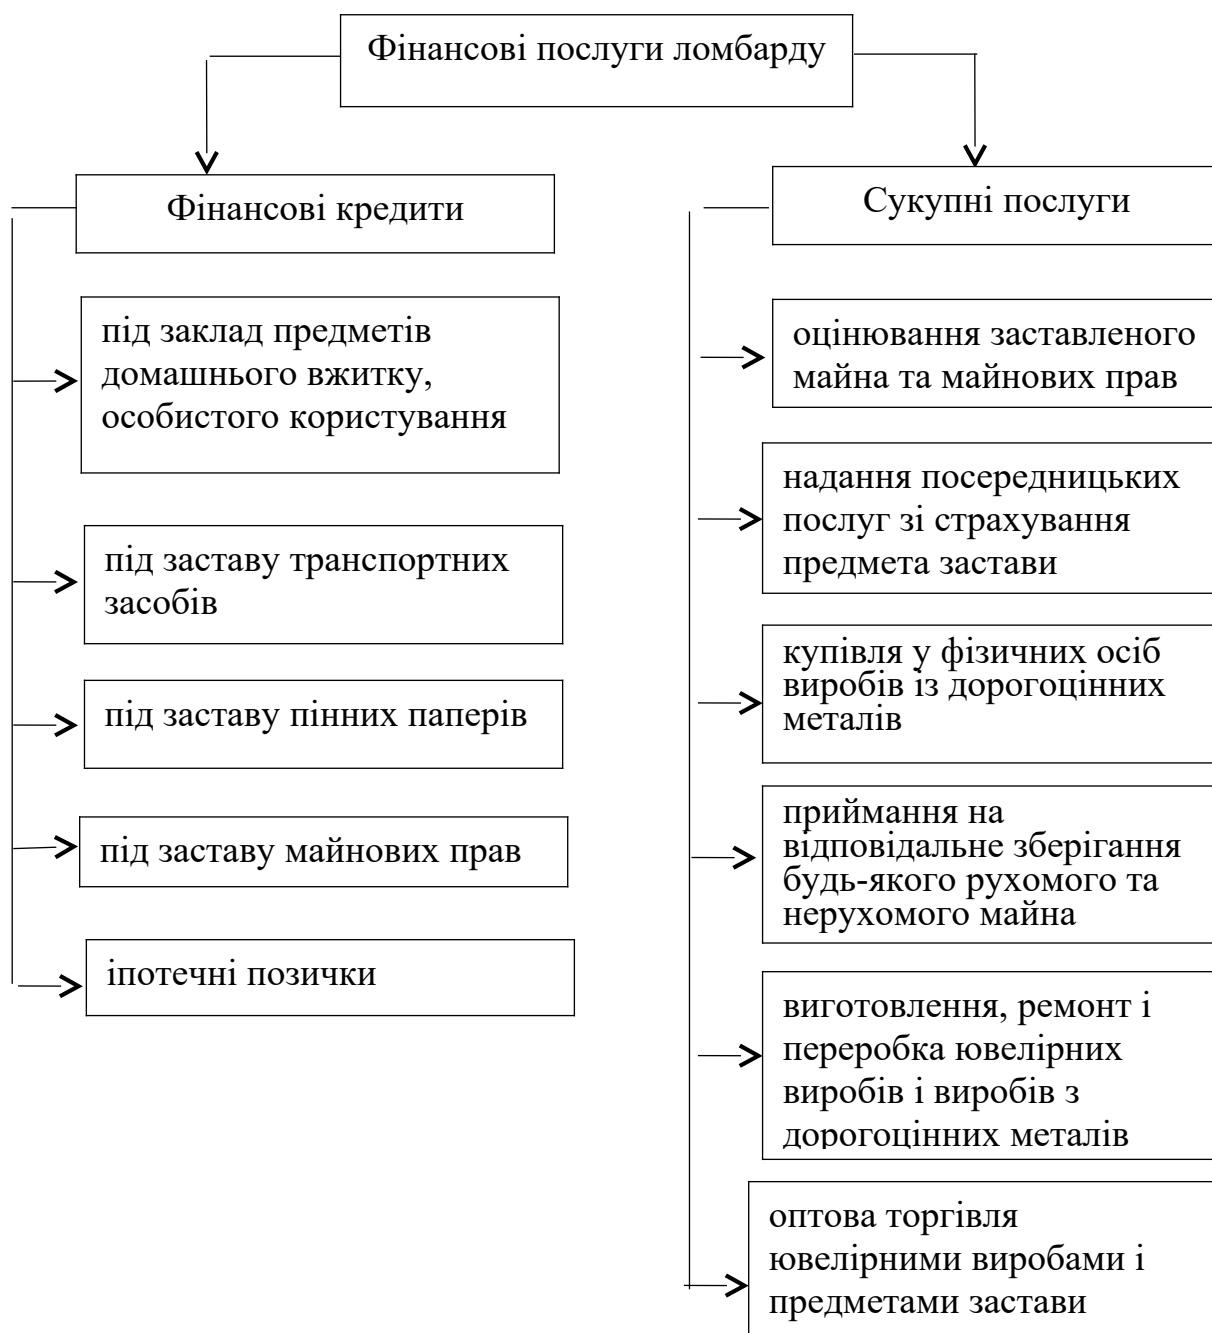 Фінансові послуги ломбарду
Фінансові кредити
під заклад предметів
домашнього вжитку,
особистого користування
під заставу транспортних
засобів
під заставу пінних паперів
під заставу майнових прав
іпотечні позички
Сукупні послуги
оцінювання заставленого
майна та майнових прав
надання посередницьких
послуг зі страхування
предмета застави
купівля у фізичних осіб
виробів із дорогоцінних
металів
приймання на
відповідальне зберігання
будь-якого рухомого та
нерухомого майна
виготовлення, ремонт і
переробка ювелірних
виробів і виробів з
дорогоцінних металів
оптова торгівля
ювелірними виробами і
предметами застави